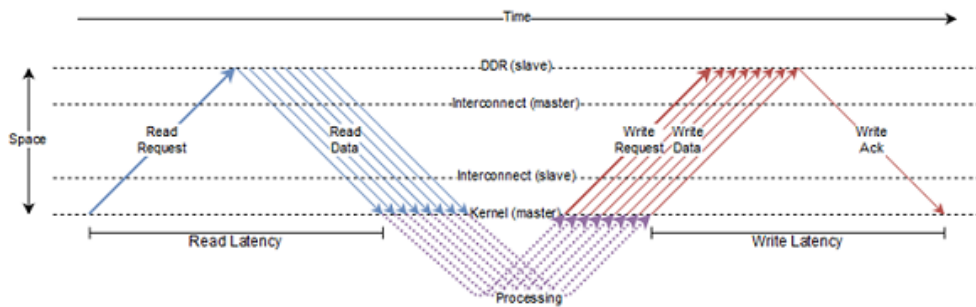 Time
DDR (slave)
Interconnect (master)
Space
Read
Request
Read
Data
Write
Request
Write
Data
Write
Ack
Interconnect (slave)
Kernel (master)
Read Latency
Write Latency
Processing